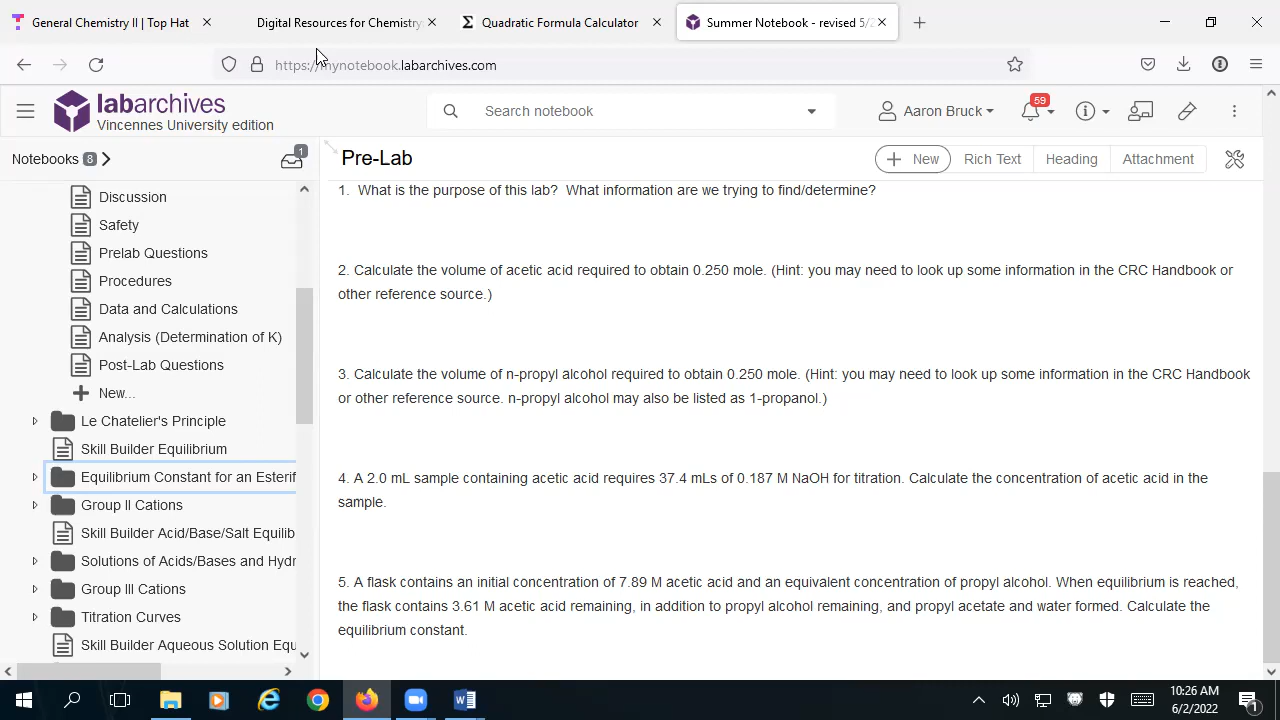 General Chemistry II | Top Hat
Digital Resources for Chemistry
Quadratic Formula Calculator
Summer Notebook - revised 5/2
https://mynotebook.labarchives.com
labarchives
Vincennes University edition
Search notebook
Aaron Bruck
59
Notebooks 8
1
Pre-Lab
New
Rich Text
Heading
Attachment
Discussion
Safety
Prelab Questions
Procedures
Data and Calculations
Analysis (Determination of K)
Post-Lab Questions
New...
Le Chatelier's Principle
Skill Builder Equilibrium
Equilibrium Constant for an Esterif
Group II Cations
Skill Builder Acid/Base/Salt Equilib
Solutions of Acids/Bases and Hydr
Group III Cations
Titration Curves
Skill Builder Aqueous Solution Equ
1. What is the purpose of this lab? What information are we trying to find/determine?
2. Calculate the volume of acetic acid required to obtain 0.250 mole. (Hint: you may need to look up some information in the CRC Handbook or
other reference source.)
3. Calculate the volume of n-propyl alcohol required to obtain 0.250 mole. (Hint: you may need to look up some information in the CRC Handbook
or other reference source. n-propyl alcohol may also be listed as 1-propanol.)
4. A 2.0 mL sample containing acetic acid requires 37.4 mLs of 0.187 M NaOH for titration. Calculate the concentration of acetic acid in the
sample.
5. A flask contains an initial concentration of 7.89 M acetic acid and an equivalent concentration of propyl alcohol. When equilibrium is reached,
the flask contains 3.61 M acetic acid remaining, in addition to propyl alcohol remaining, and propyl acetate and water formed. Calculate the
equilibrium constant.
10:26 AM
6/2/2022
1